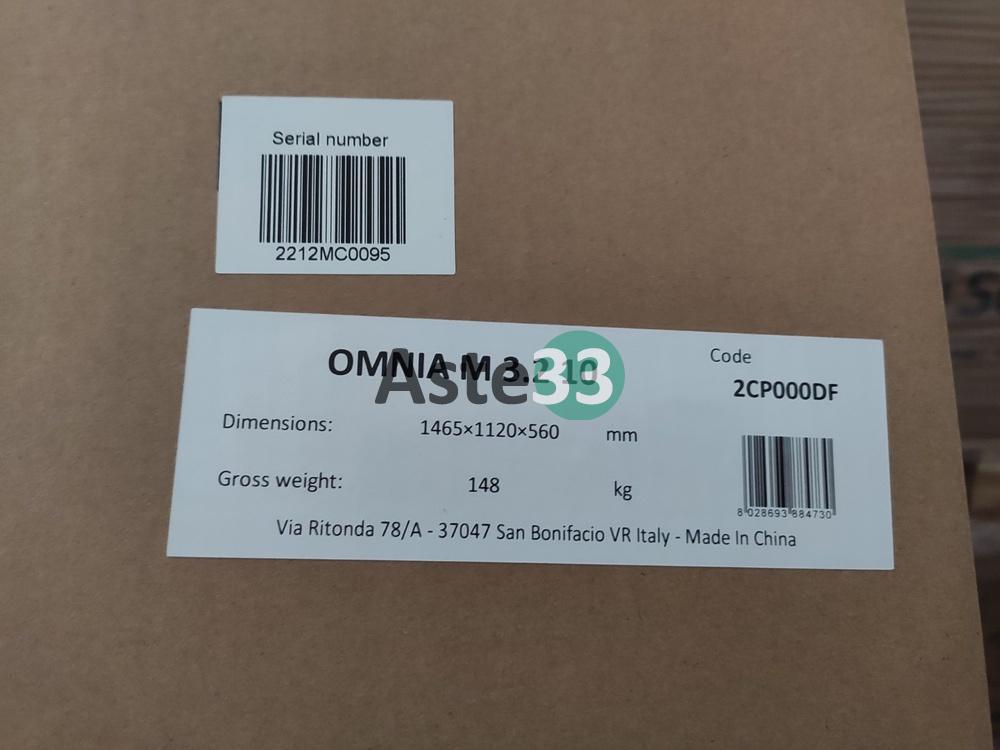 Serial number
2212MC0095
OMNIA M 3.2 10
Aste33
Code
2CP000DF
Dimensions: 1465×1120×560 mm
Gross weight: 148 kg
8 028693 884730
Via Ritonda 78/A - 37047 San Bonifacio VR Italy - Made In China